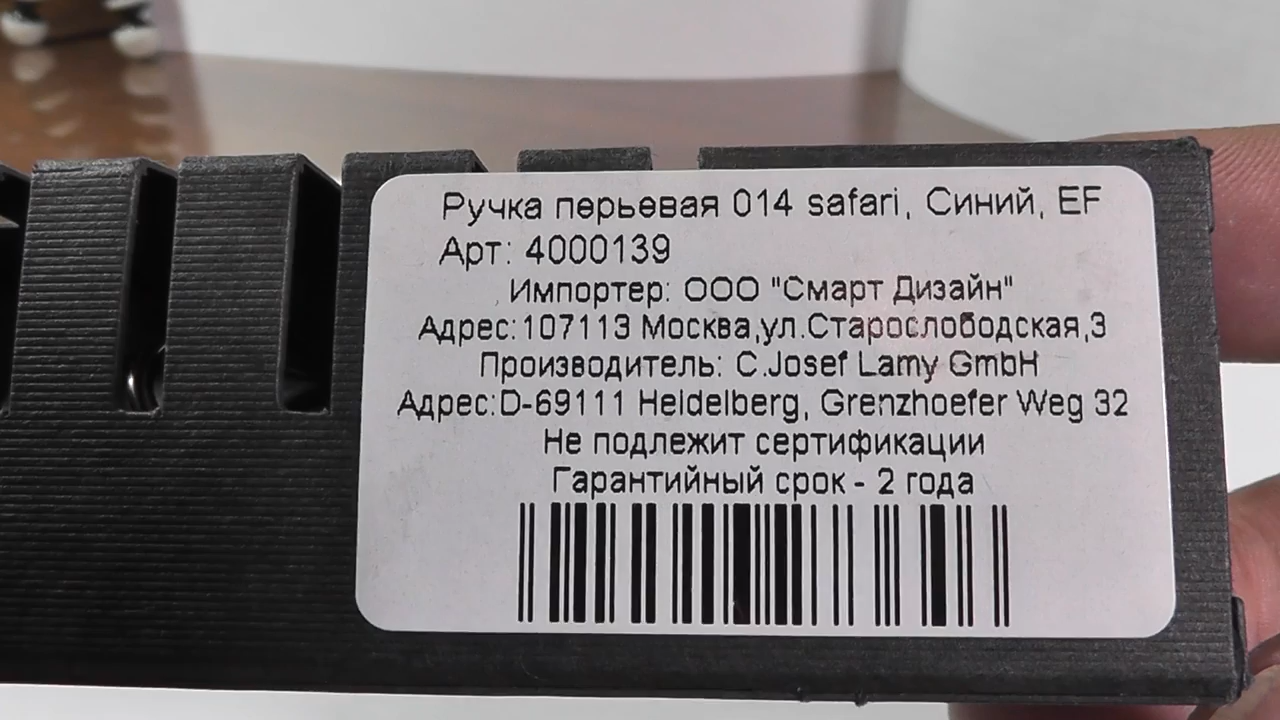 Ручка перьевая 014 safari, Синий, EF
Арт: 4000139
Импортер: ООО "Смарт Дизайн"
Адрес:107113 Москва,ул.Старослободская,3
Производитель: C.Josef Lamy GmbH
Адрес:D-69111 Heidelberg, Grenzhoefer Weg 32
Не подлежит сертификации
Гарантийный срок - 2 года